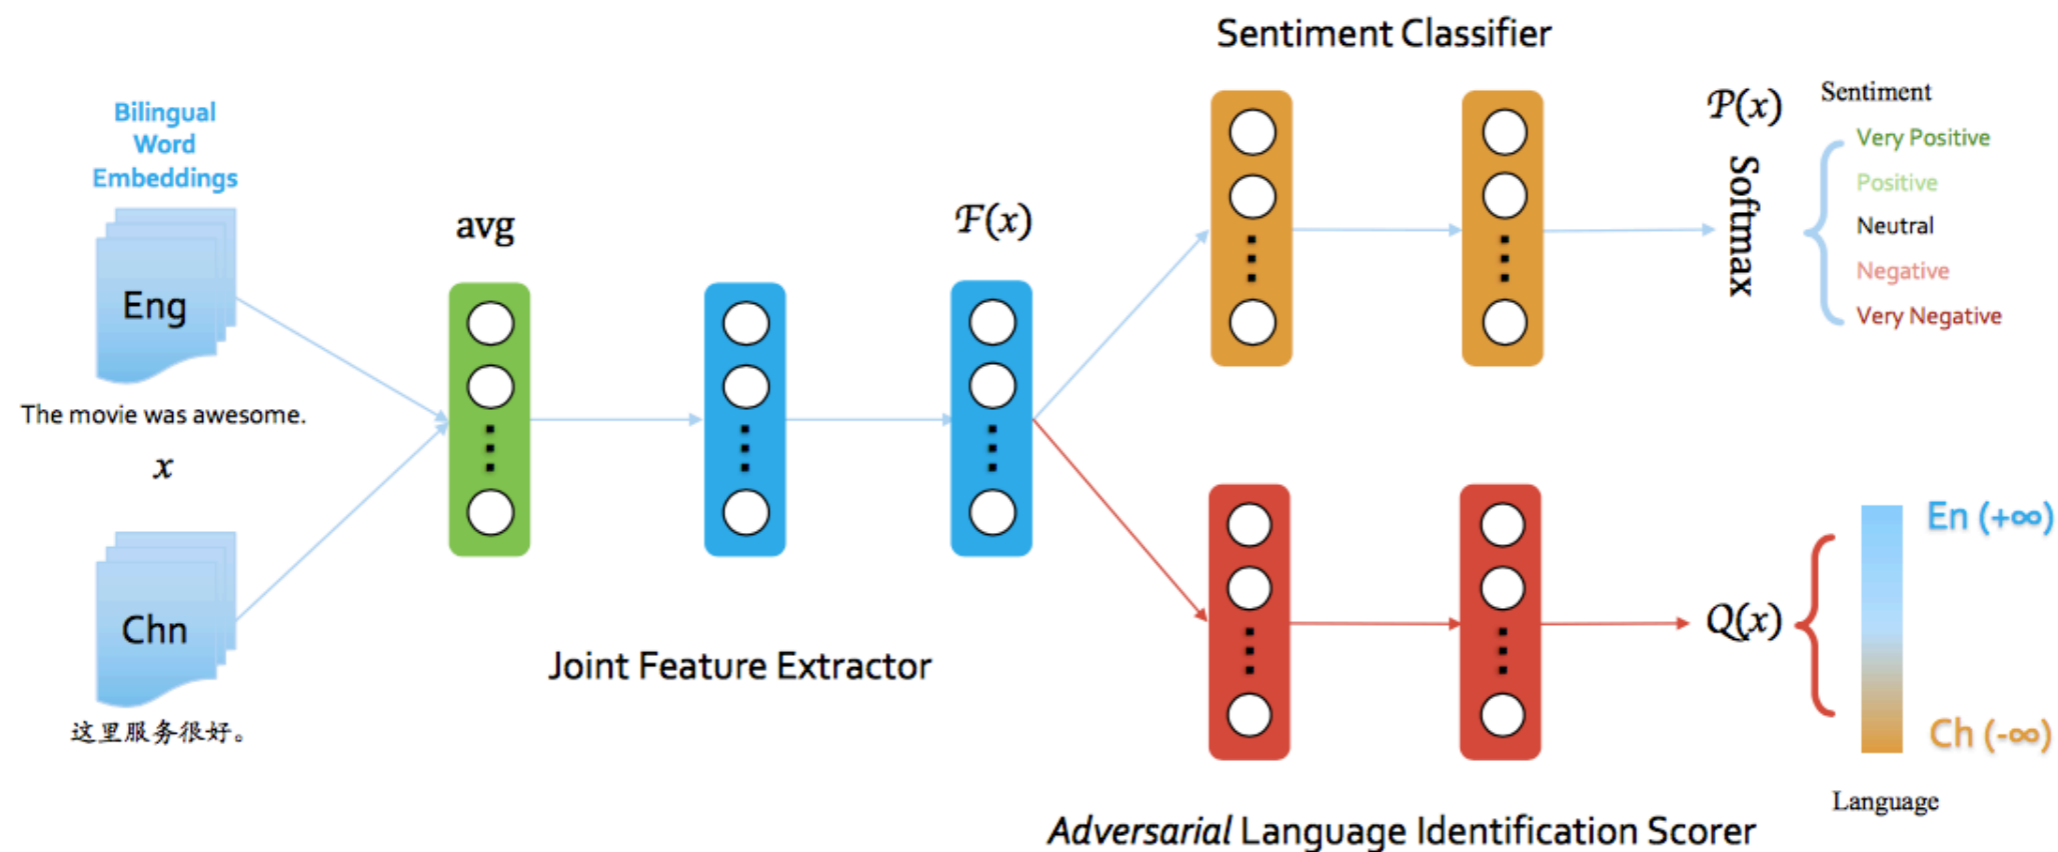 Sentiment Classifier
Bilingual
Word
Embeddings
Eng
The movie was awesome.
x
Chn
这里服务很好。
avg
F(x)
Joint Feature Extractor
P(x)
Softmax
Sentiment
Very Positive
Positive
Neutral
Negative
Very Negative
Q(x)
En (+∞)
Ch (-∞)
Language
Adversarial Language Identification Scorer